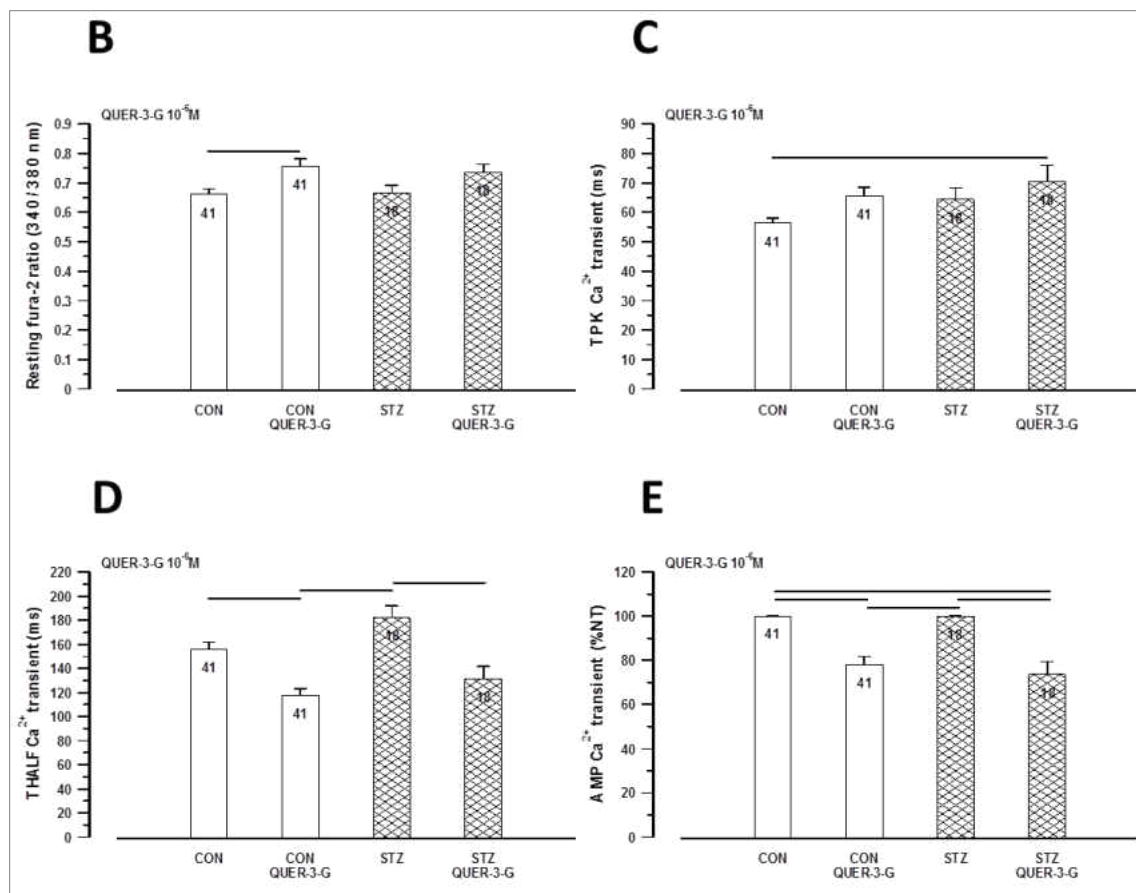 B
QUER-3-G 10⁻⁶M
Resting fura-2 ratio (340 / 380 nm)
0.9
0.8
0.7
0.6
0.5
0.4
0.3
0.2
0.1
0
41
41
18
18
CON
CON
QUER-3-G
STZ
STZ
QUER-3-G
C
QUER-3-G 10⁻⁶M
TPK Ca²⁺ transient (ms)
90
80
70
60
50
40
30
20
10
0
41
41
18
18
CON
CON
QUER-3-G
STZ
STZ
QUER-3-G
D
QUER-3-G 10⁻⁶M
THALF Ca²⁺ transient (ms)
220
200
180
160
140
120
100
80
60
40
20
0
41
41
18
18
CON
CON
QUER-3-G
STZ
STZ
QUER-3-G
E
QUER-3-G 10⁻⁶M
AMP Ca²⁺ transient (%NT)
120
100
80
60
40
20
0
41
41
18
18
CON
CON
QUER-3-G
STZ
STZ
QUER-3-G